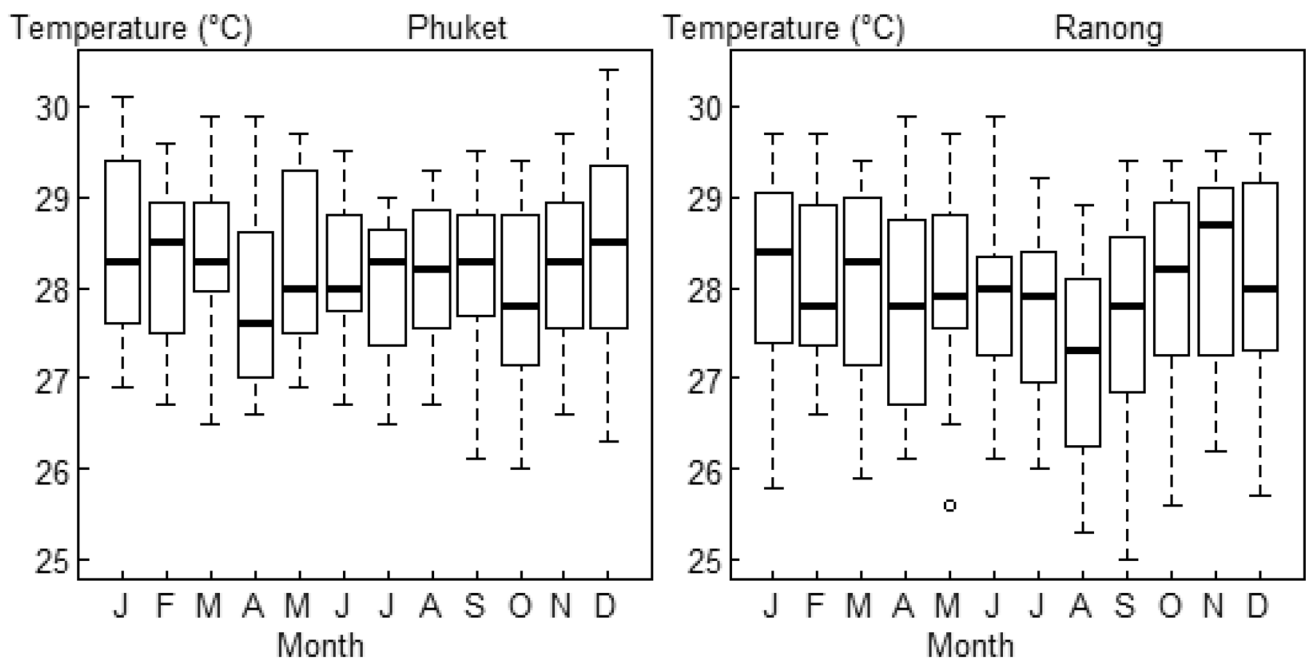 Temperature (°C) Phuket
30
29
28
27
26
25
J F M A M J J A S O N D
Month
Temperature (°C) Ranong
30
29
28
27
26
25
J F M A M J J A S O N D
Month